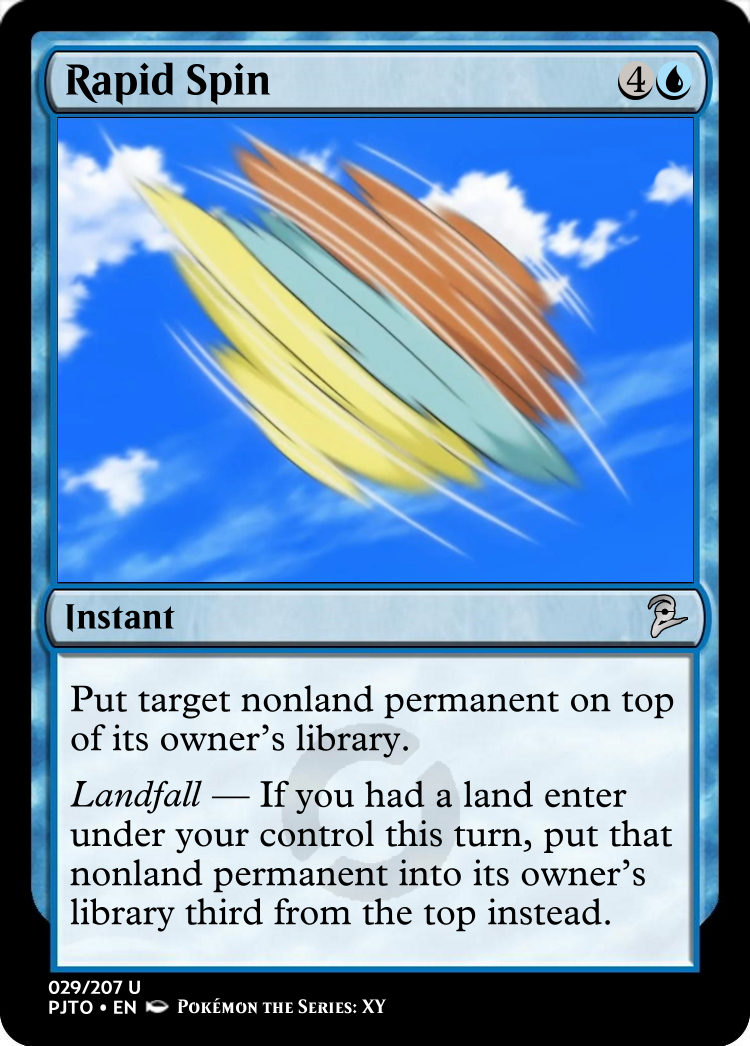 Rapid Spin 4
Instant
Put target nonland permanent on top
of its owner's library.
Landfall — If you had a land enter
under your control this turn, put that
nonland permanent into its owner's
library third from the top instead.
029/207 U
PJTO • EN Pokémon the Series: XY